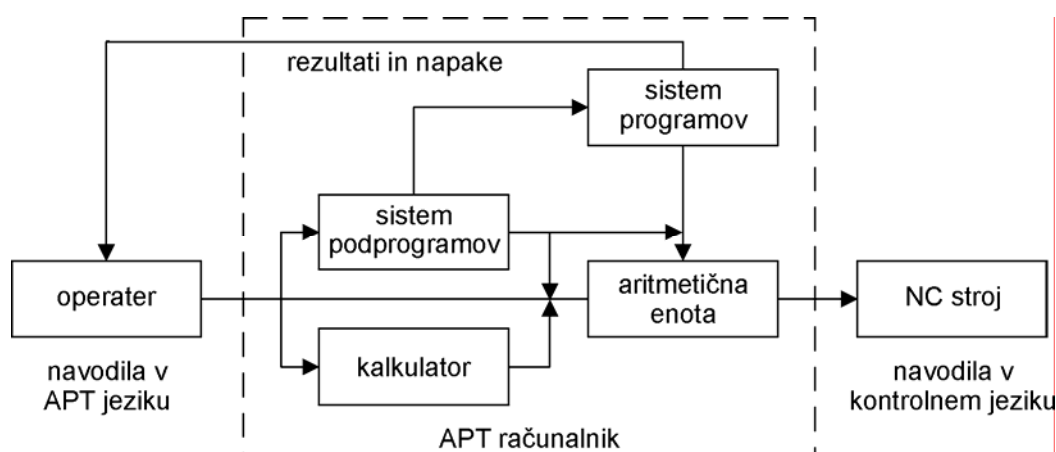 rezultati in napake
sistem
programov
sistem
podprogramov
operater
aritmetična
enota
NC stroj
kalkulator
navodila v
APT jeziku
navodila v
kontrolnem jeziku
APT računalnik